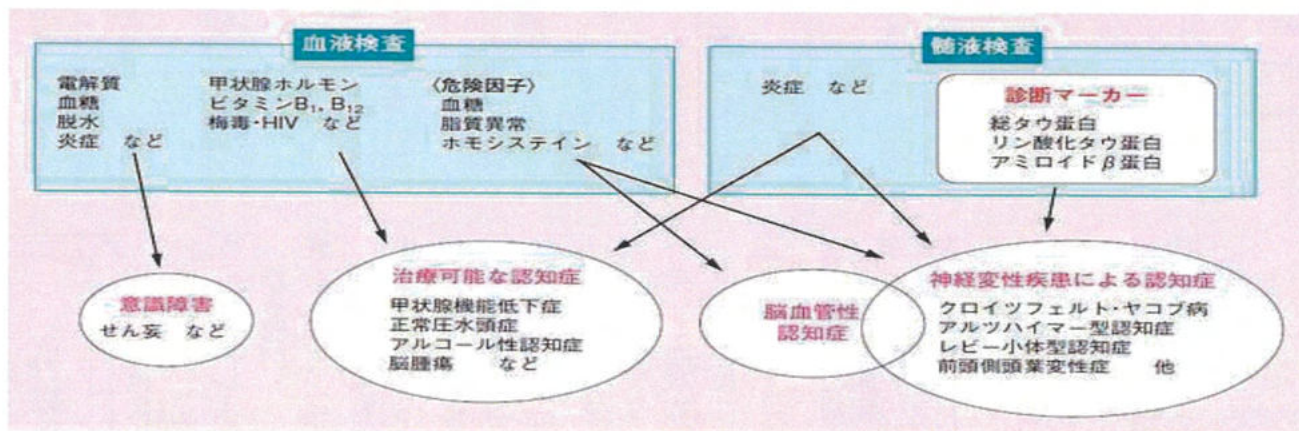 血液検査
電解質
血糖
脱水
炎症 など
甲状腺ホルモン
ビタミンB₁，B₁₂
梅毒・HIV など
〈危険因子〉
血糖
脂質異常
ホモシステイン など
髄液検査
炎症 など
診断マーカー
総タウ蛋白
リン酸化タウ蛋白
アミロイドβ蛋白
意識障害
せん妄 など
治療可能な認知症
甲状腺機能低下症
正常圧水頭症
アルコール性認知症
脳腫瘍 など
脳血管性
認知症
神経変性疾患による認知症
クロイツフェルト・ヤコブ病
アルツハイマー型認知症
レビー小体型認知症
前頭側頭葉変性症 他